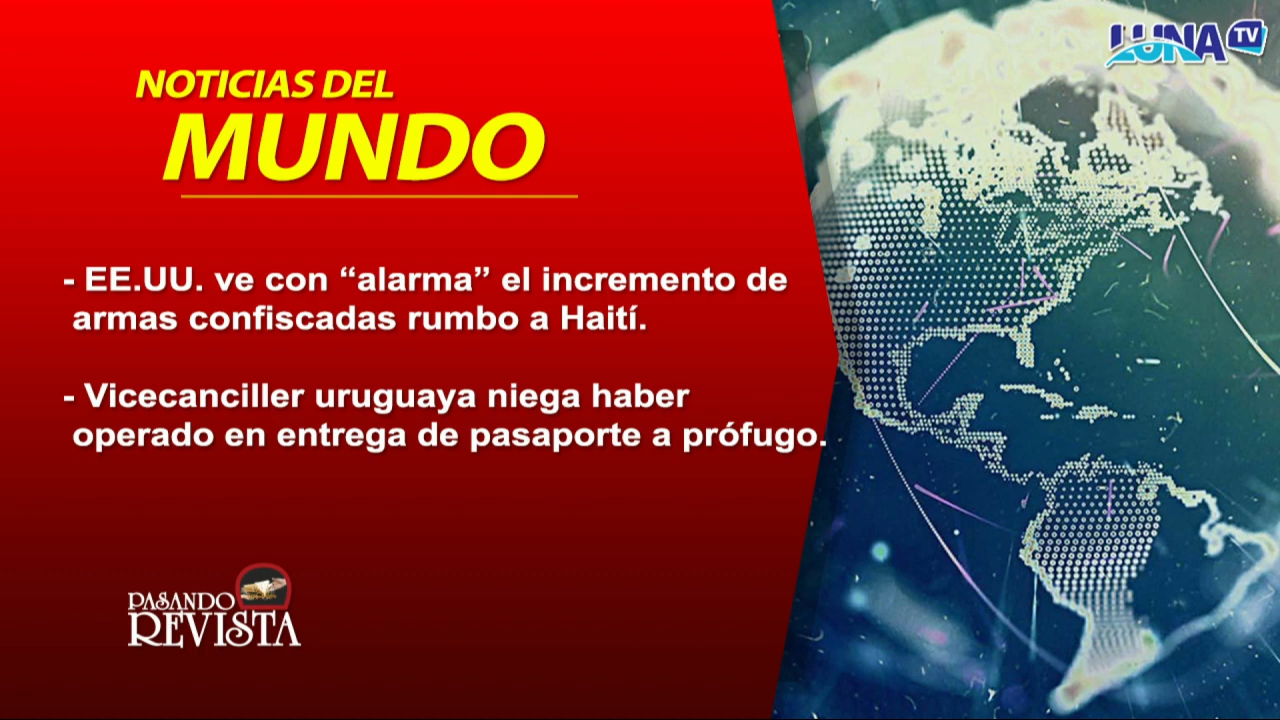 LUNA TV
NOTICIAS DEL
MUNDO
- EE.UU. ve con “alarma” el incremento de
armas confiscadas rumbo a Haití.
- Vicecanciller uruguaya niega haber
operado en entrega de pasaporte a prófugo.
PASANDO
REVISTA